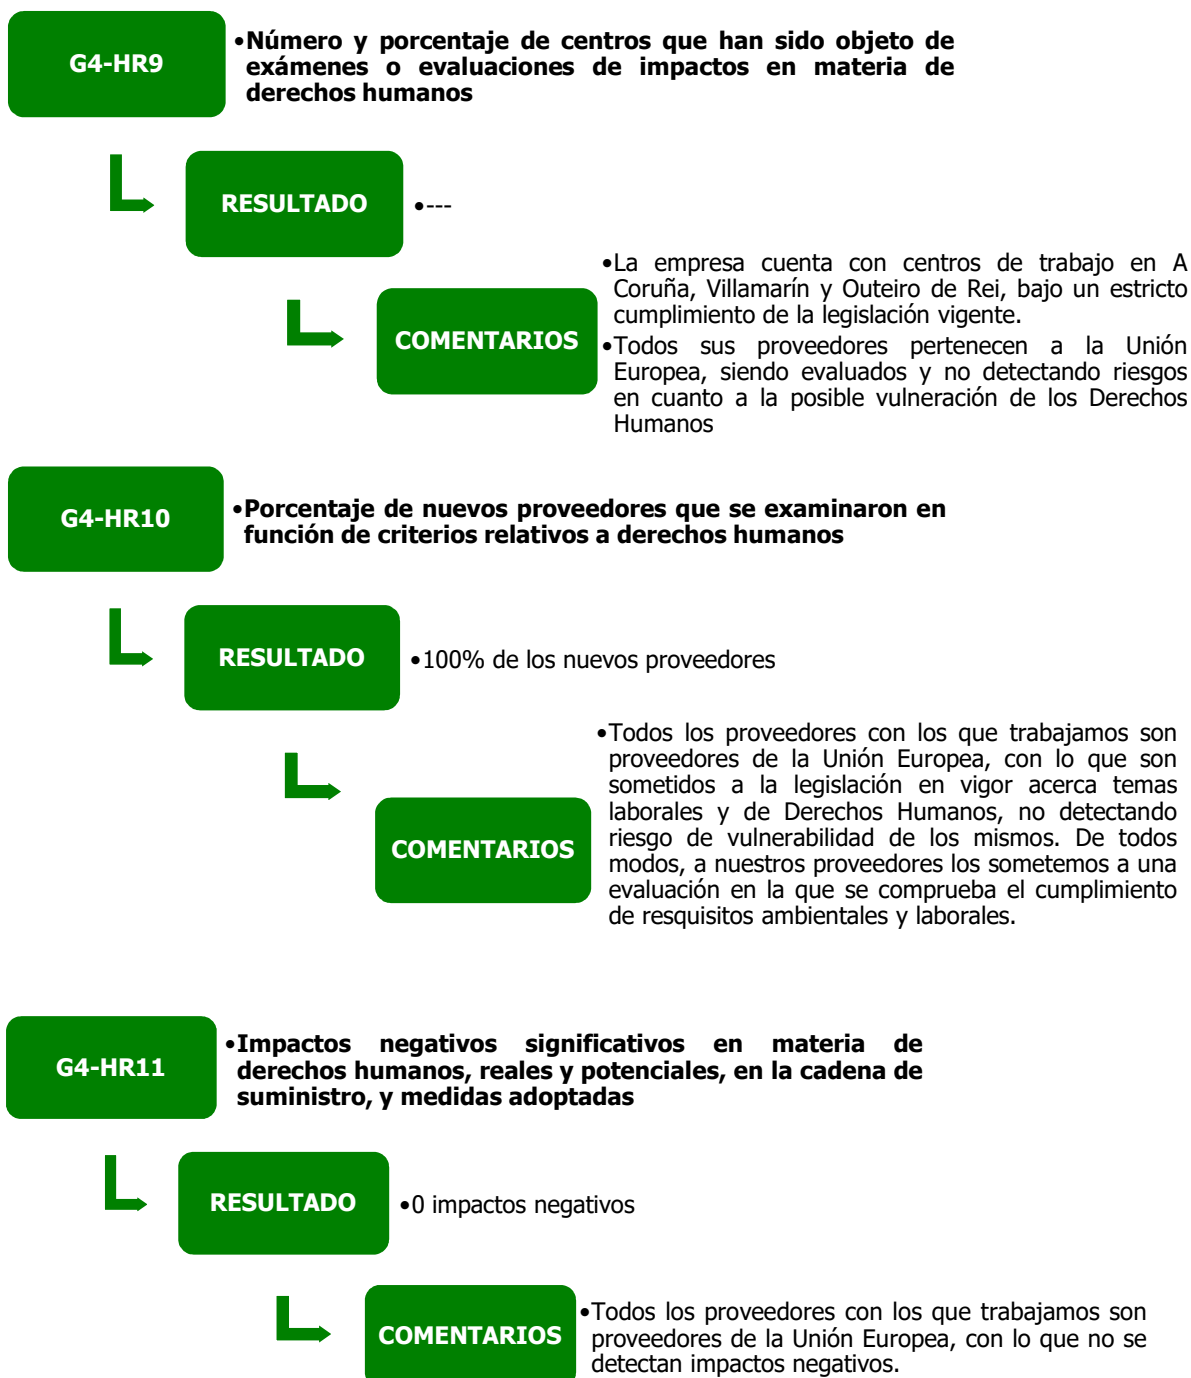 G4-HR9
•Número y porcentaje de centros que han sido objeto de
exámenes o evaluaciones de impactos en materia de
derechos humanos
RESULTADO
•---
COMENTARIOS
•La empresa cuenta con centros de trabajo en A
Coruña, Villamarín y Outeiro de Rei, bajo un estricto
cumplimiento de la legislación vigente.
•Todos sus proveedores pertenecen a la Unión
Europea, siendo evaluados y no detectando riesgos
en cuanto a la posible vulneración de los Derechos
Humanos
G4-HR10
•Porcentaje de nuevos proveedores que se examinaron en
función de criterios relativos a derechos humanos
RESULTADO
•100% de los nuevos proveedores
COMENTARIOS
•Todos los proveedores con los que trabajamos son
proveedores de la Unión Europea, con lo que son
sometidos a la legislación en vigor acerca temas
laborales y de Derechos Humanos, no detectando
riesgo de vulnerabilidad de los mismos. De todos
modos, a nuestros proveedores los sometemos a una
evaluación en la que se comprueba el cumplimiento
de resquisitos ambientales y laborales.
G4-HR11
•Impactos negativos significativos en materia de
derechos humanos, reales y potenciales, en la cadena de
suministro, y medidas adoptadas
RESULTADO
•0 impactos negativos
COMENTARIOS
•Todos los proveedores con los que trabajamos son
proveedores de la Unión Europea, con lo que no se
detectan impactos negativos.